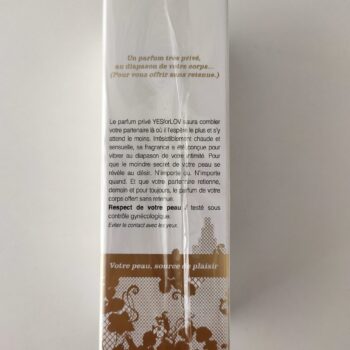 Un parfum très privé,
au diapason de votre corps...
(Pour vous offrir sans retenue.)
Le parfum privé YESforLOV saura combler
votre partenaire là où il l'espère le plus et s'y
attend le moins. Irrésistiblement chaude et
sensuelle, sa fragrance a été conçue pour
vibrer au diapason de votre intimité. Pour
que le moindre secret de votre peau se
révèle au désir. N'importe où. N'importe
quand. Et que votre partenaire retienne,
demain et pour toujours, le parfum de votre
corps offert sans retenue.
Respect de votre peau / testé sous
contrôle gynécologique.
Eviter le contact avec les yeux.
Votre peau, source de plaisir